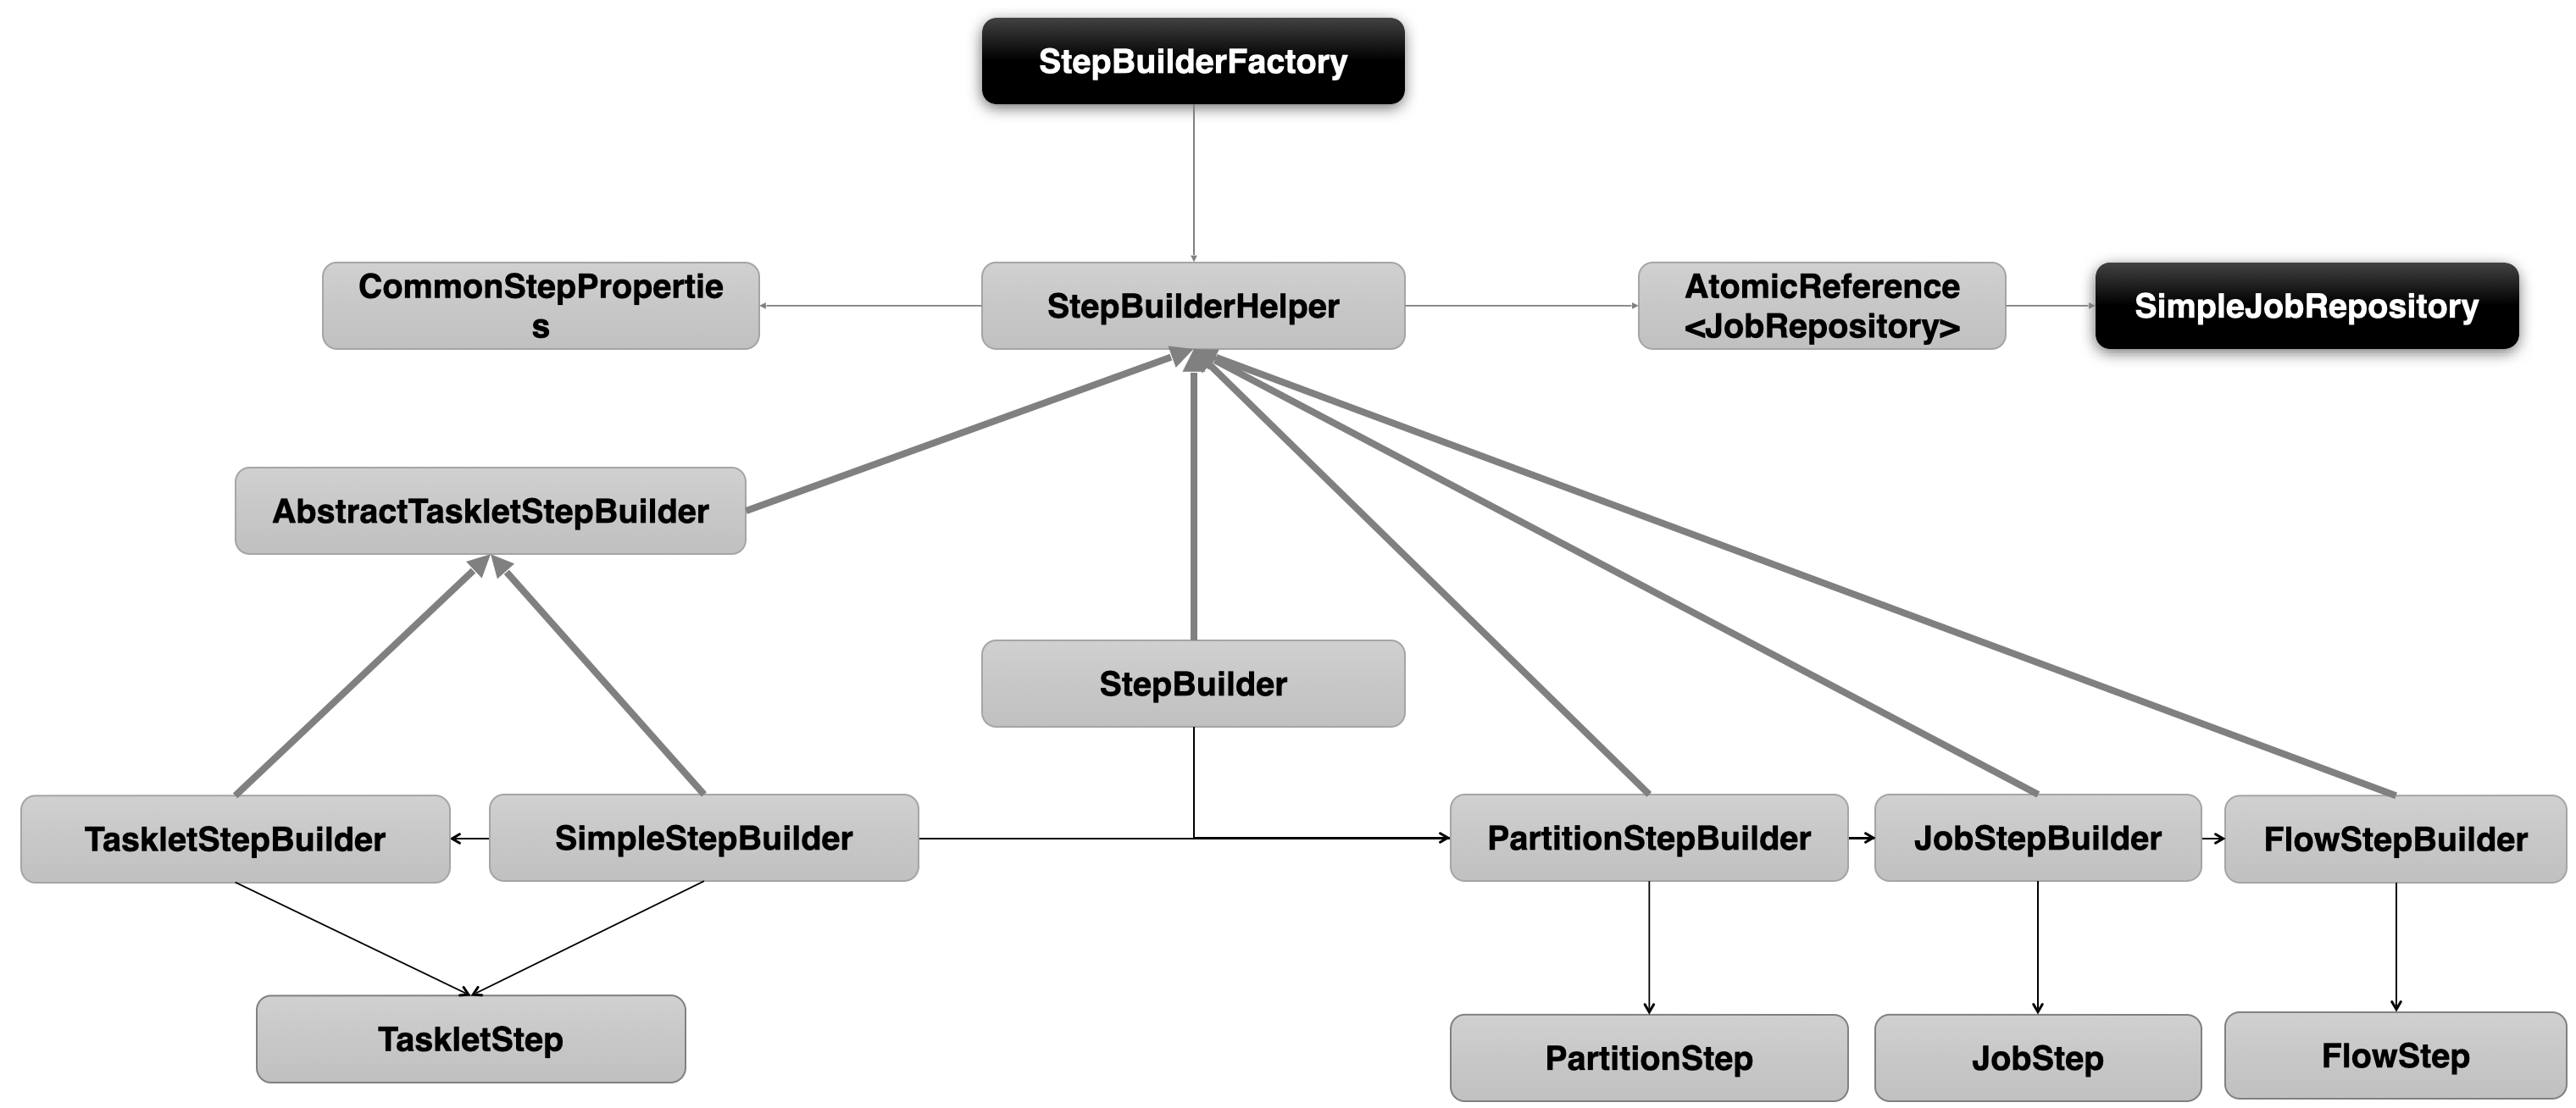 StepBuilderFactory
CommonStepPropertie
s
StepBuilderHelper
AtomicReference
<JobRepository>
SimpleJobRepository
AbstractTaskletStepBuilder
StepBuilder
TaskletStepBuilder
SimpleStepBuilder
PartitionStepBuilder
JobStepBuilder
FlowStepBuilder
TaskletStep
PartitionStep
JobStep
FlowStep